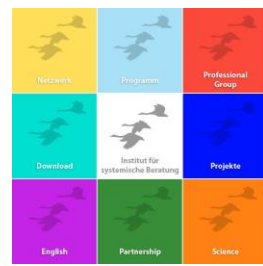 Netzwerk
Programm
Professional
Group
Download
Institut für
systemische Beratung
Projekte
English
Partnership
Science